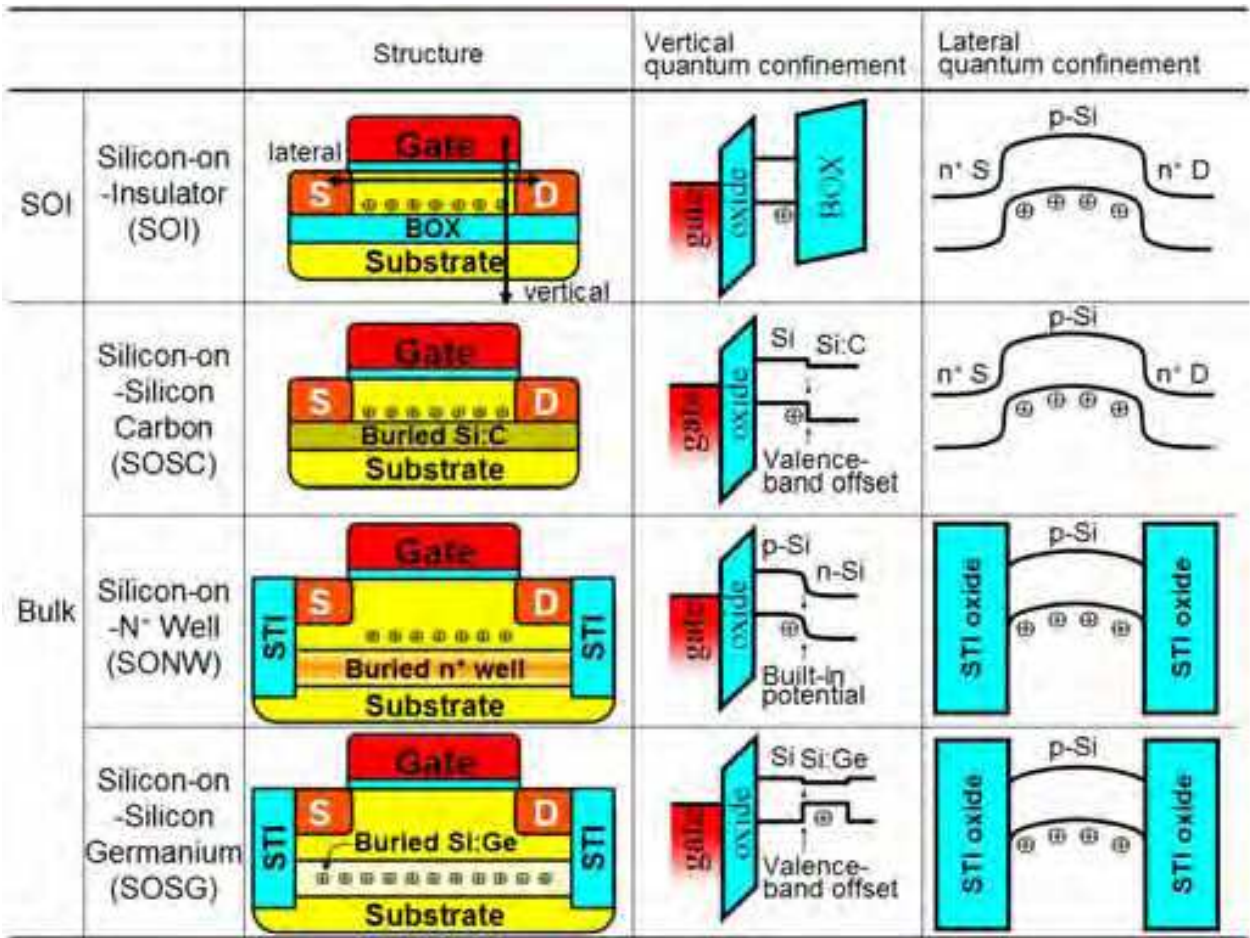 Structure
Vertical
quantum confinement
Lateral
quantum confinement
SOI
Silicon-on
-Insulator
(SOI)
lateral
Gate
S
D
BOX
Substrate
vertical
gate
oxide
BOX
p-Si
n⁺ S
n⁺ D
Bulk
Silicon-on
-Silicon
Carbon
(SOSC)
Gate
S
D
Buried Si:C
Substrate
gate
oxide
Si
Si:C
Valence-
band offset
p-Si
n⁺ S
n⁺ D
Silicon-on
-N⁺ Well
(SONW)
Gate
STI
S
D
STI
Buried n⁺ well
Substrate
gate
oxide
p-Si
n-Si
Built-in
potential
STI oxide
p-Si
STI oxide
Silicon-on
-Silicon
Germanium
(SOSG)
Gate
STI
S
D
STI
Buried Si:Ge
Substrate
gate
oxide
Si Si:Ge
Valence-
band offset
STI oxide
p-Si
STI oxide